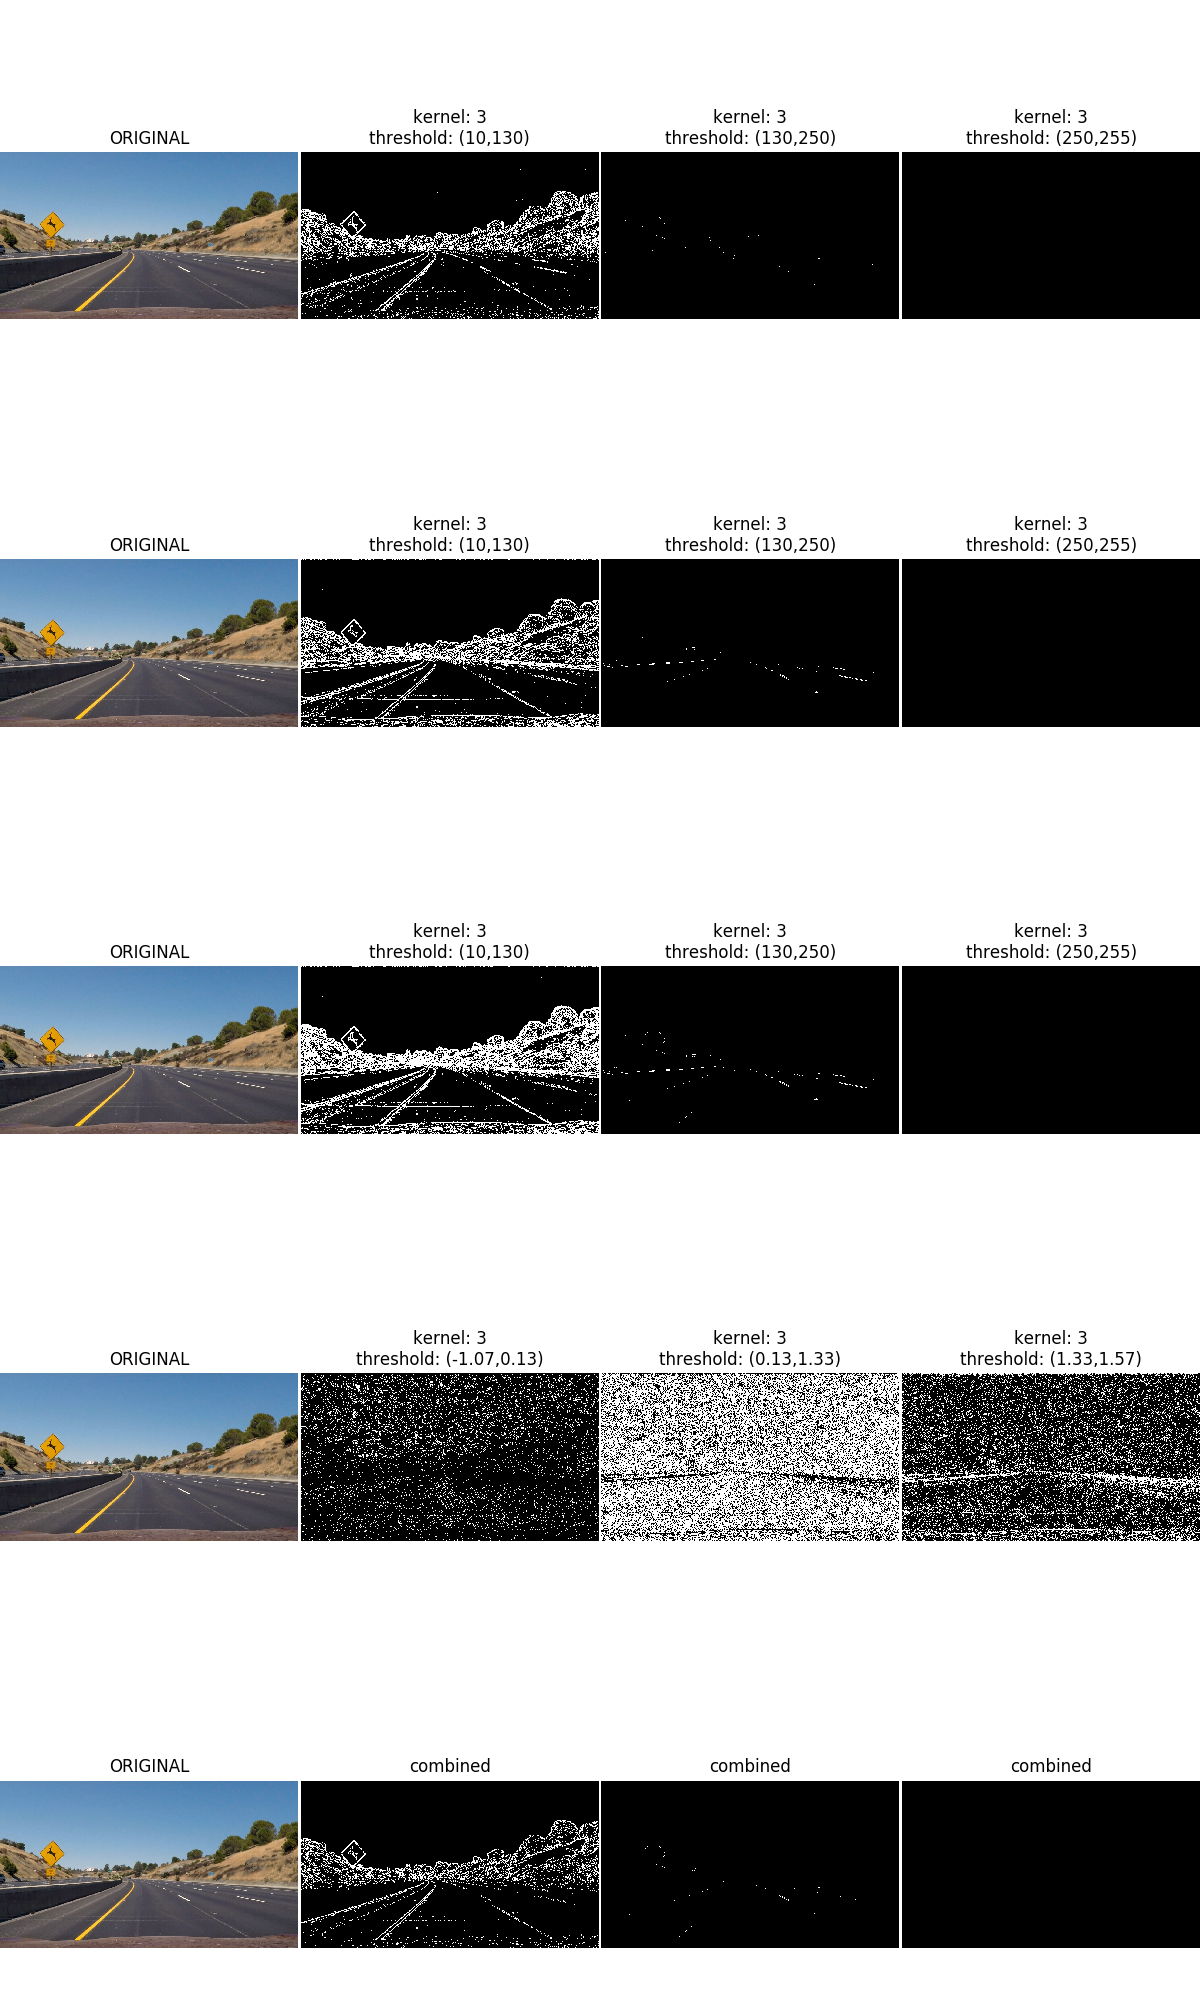 ORIGINAL
kernel: 3
threshold: (10,130)
kernel: 3
threshold: (130,250)
kernel: 3
threshold: (250,255)
ORIGINAL
kernel: 3
threshold: (10,130)
kernel: 3
threshold: (130,250)
kernel: 3
threshold: (250,255)
ORIGINAL
kernel: 3
threshold: (10,130)
kernel: 3
threshold: (130,250)
kernel: 3
threshold: (250,255)
ORIGINAL
kernel: 3
threshold: (-1.07,0.13)
kernel: 3
threshold: (0.13,1.33)
kernel: 3
threshold: (1.33,1.57)
ORIGINAL
combined
combined
combined